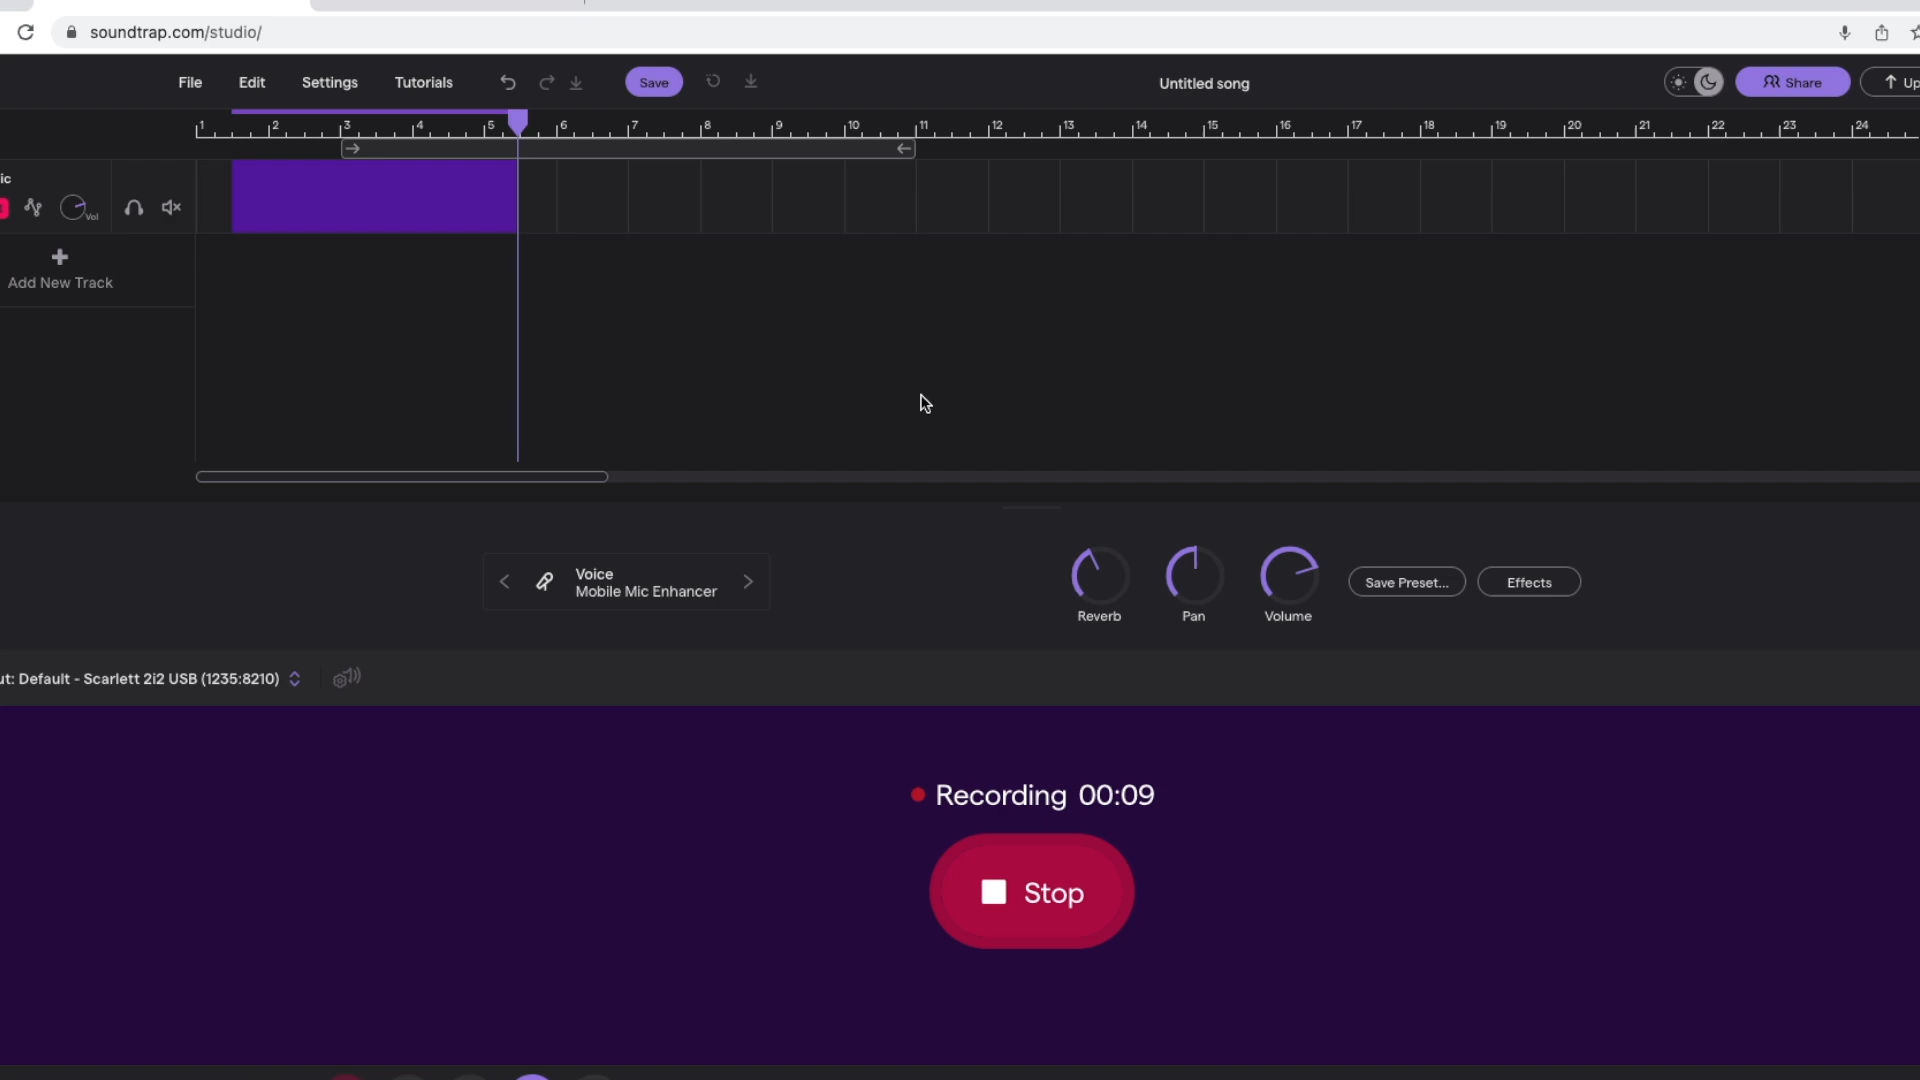 soundtrap.com/studio/
File Edit Settings Tutorials Save Untitled song Share Up
1 2 3 4 5 6 7 8 9 10 11 12 13 14 15 16 17 18 19 20 21 22 23 24
ic
Vol
Add New Track
Voice
Mobile Mic Enhancer
Reverb Pan Volume Save Preset... Effects
ut: Default - Scarlett 2i2 USB (1235:8210)
Recording 00:09
Stop